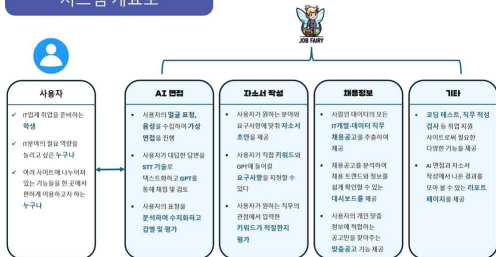 시스템 개요도
JOB FAIRY
사용자
✓ IT업계 취업을 준비하는
학생
✓ IT분야의 필요 역량을
늘리고 싶은 누구나
✓ 여러 사이트에 나누어져
있는 기능들을 한 곳에서
편하게 이용하고자 하는
누구나
AI 면접
• 사용자의 얼굴 표정,
음성을 수집하여 가상
면접을 진행
• 사용자가 대답한 답변을
STT 기술로
텍스트화하고 GPT를
통해 채점 및 검토
• 사용자의 표정을
분석하여 수치화하고
감별 및 평가
자소서 작성
• 사용자가 원하는 분야와
요구사항에 맞춰 자소서
초안을 제공
• 사용자가 직접 키워드와
GPT에 들어갈
요구사항을 지정할 수
있다
• 사용자가 원하는 직무의
관점에서 입력한
키워드가 적절한지
평가
채용정보
• 사람인 데이터의 모든
IT개발·데이터 직무
채용공고를 추출하여
제공
• 채용공고를 분석하여
채용 트렌드와 정보를
쉽게 확인할 수 있는
대시보드를 제공
• 사용자의 개인 맞춤
정보에 적합하는
공고만을 찾아주는
맞춤공고 기능 제공
기타
• 코딩 테스트, 직무 적성
검사 등 취업 지원
사이트로써 필요한
다양한 기능을 제공
• AI 면접과 자소서
작성에서 나온 결과를
모아 볼 수 있는 리포트
페이지를 제공